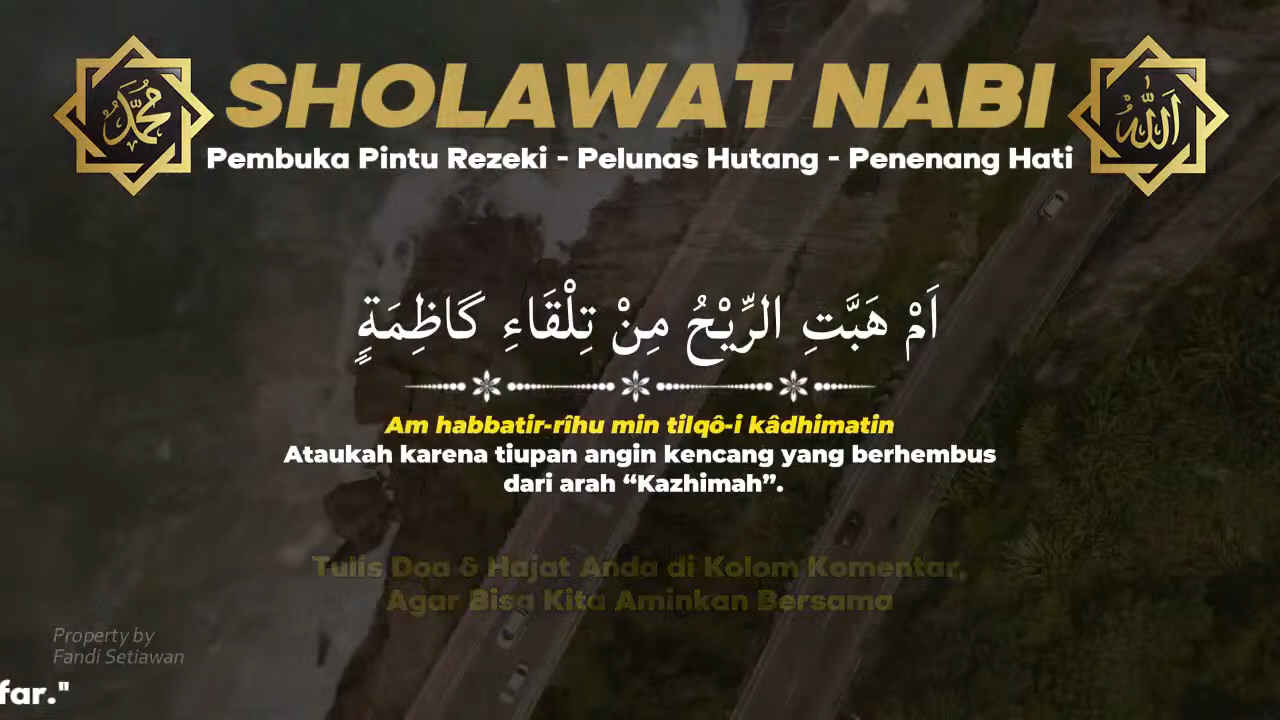 SHOLAWAT NABI
محمد
الله
Pembuka Pintu Rezeki - Pelunas Hutang - Penenang Hati
اَمْ هَبَّتِ الرِّيْحُ مِنْ تِلْقَاءِ كَاظِمَةٍ
Am habbatir-rîhu min tilqô-i kâdhimatin
Ataukah karena tiupan angin kencang yang berhembus
dari arah “Kazhimah”.
Tulis Doa & Hajat Anda di Kolom Komentar,
Agar Bisa Kita Aminkan Bersama
Property by
Fandi Setiawan
far."